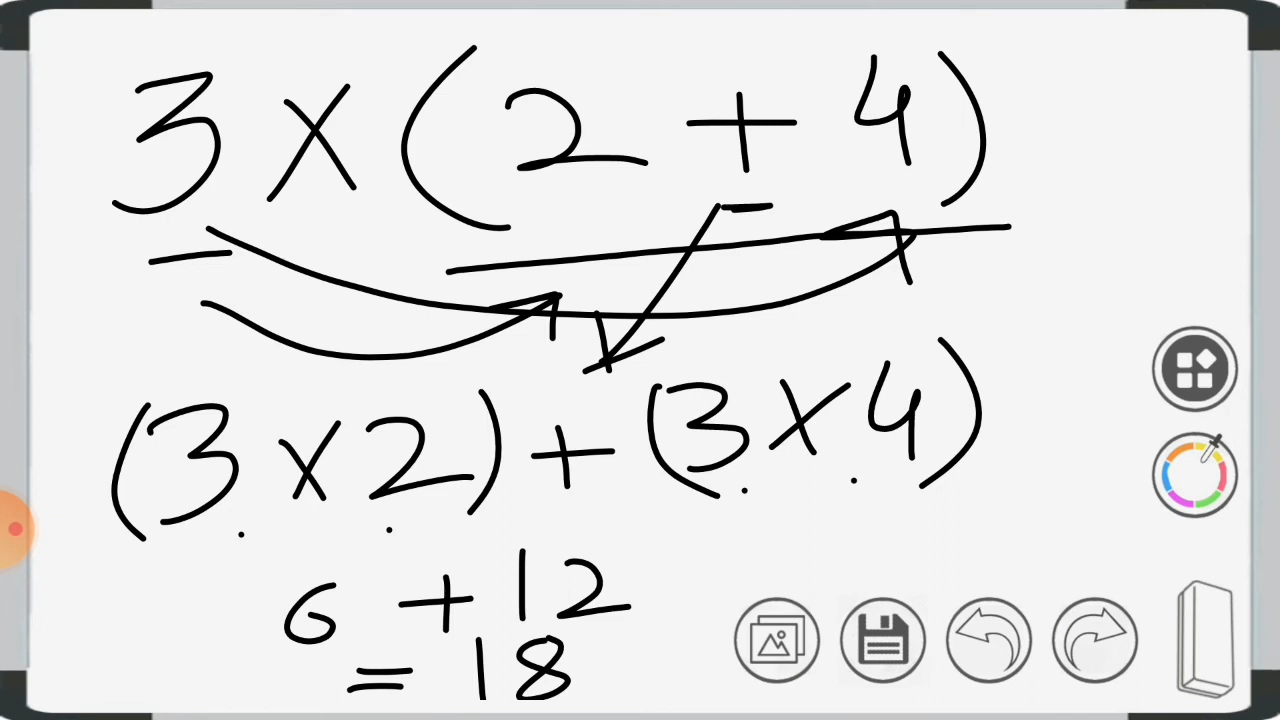 3 × (2 + 4)
(3 × 2) + (3 × 4)
6 + 12
= 18